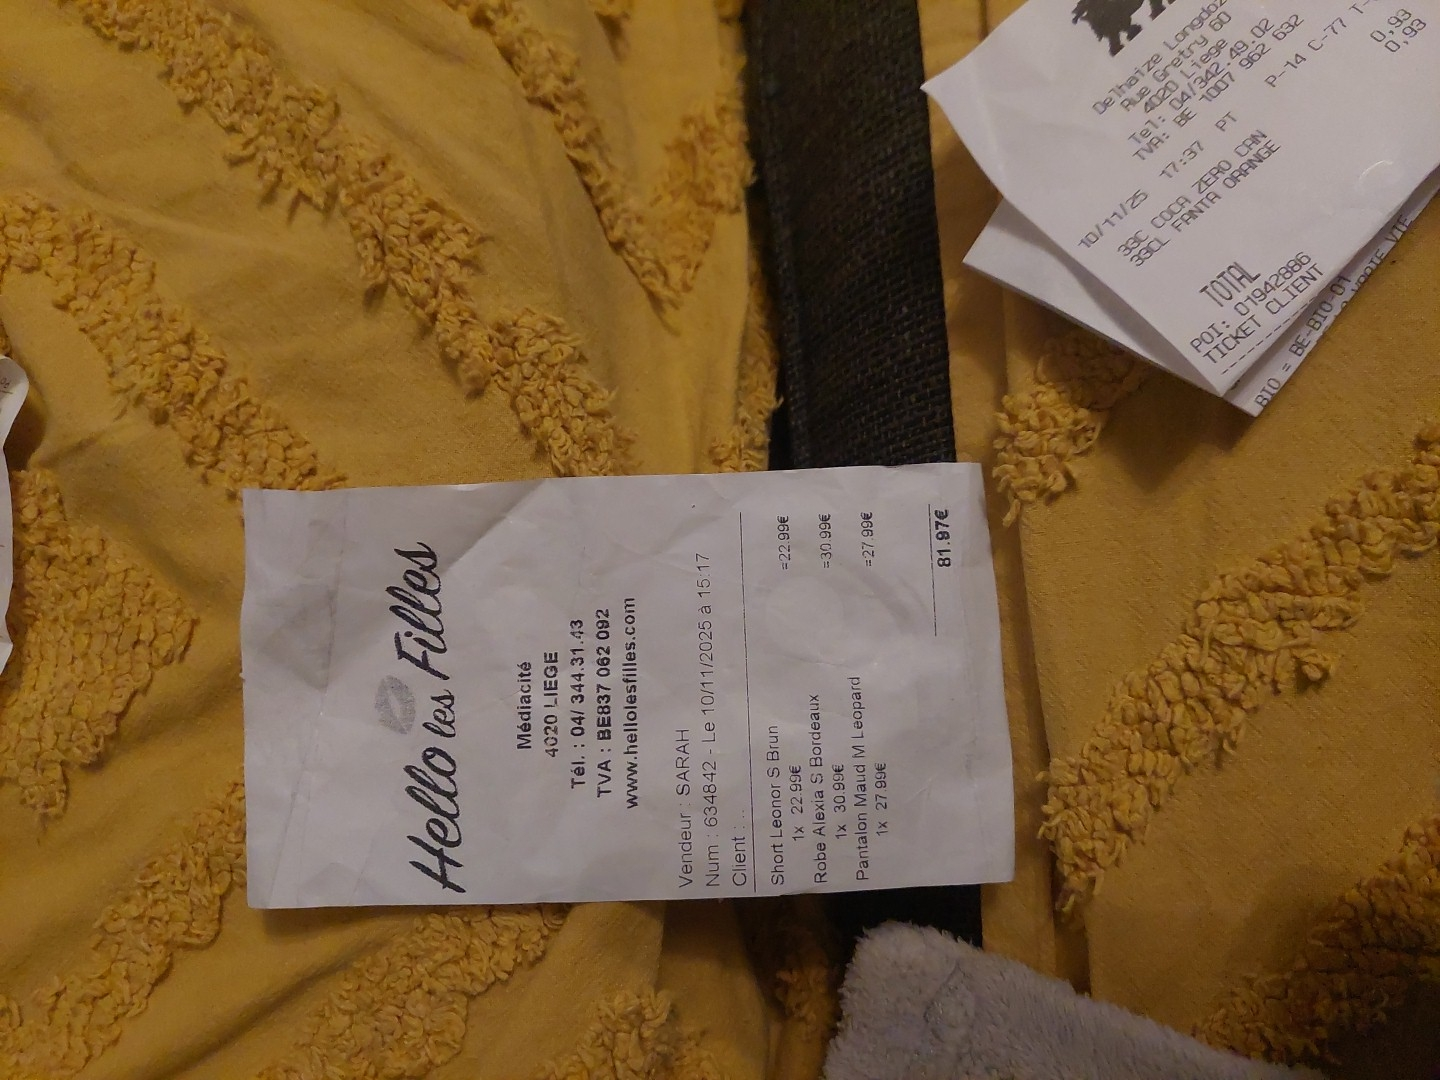 Hello les Filles
Médiacité
4020 LIEGE
Tél. : 04/ 344.31.43
TVA : BE837 062 092
www.hellolesfilles.com
Vendeur : SARAH
Num : 634842 - Le 10/11/2025 à 15:17
Client : ...
Short Leonor S Brun
1x 22.99€ =22.99€
Robe Alexia S Bordeaux
1x 30.99€ =30.99€
Pantalon Maud M Leopard
1x 27.99€ =27.99€
81.97€
Delhaize Longdoz
Rue Gretry 60
4020 Liege
Tel: 04/342.49.02
TVA: BE 1007 962 632
10/11/25 17:37 PT P-14 C-77
33C COCA ZERO CAN 0,93
33CL FANTA ORANGE 0,93
TOTAL
POI: 01942886
TICKET CLIENT
BIO = BE-BIO-01